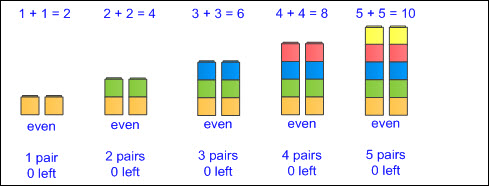 1 + 1 = 2
2 + 2 = 4
3 + 3 = 6
4 + 4 = 8
5 + 5 = 10
even
even
even
even
even
1 pair
2 pairs
3 pairs
4 pairs
5 pairs
0 left
0 left
0 left
0 left
0 left